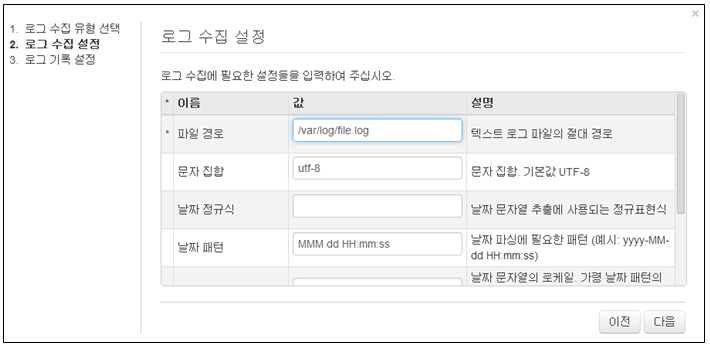 ×
1. 로그 수집 유형 선택
2. 로그 수집 설정
3. 로그 기록 설정
로그 수집 설정
로그 수집에 필요한 설정들을 입력하여 주십시오.
* 이름 값 설명
* 파일 경로 /var/log/file.log 텍스트 로그 파일의 절대 경로
문자 집합 utf-8 문자 집합. 기본값 UTF-8
날짜 정규식 날짜 문자열 추출에 사용되는 정규표현식
날짜 패턴 MMM dd HH:mm:ss 날짜 파싱에 필요한 패턴 (예시: yyyy-MM-
dd HH:mm:ss)
날짜 문자열의 로케일. 가령 날짜 패턴의
이전 다음